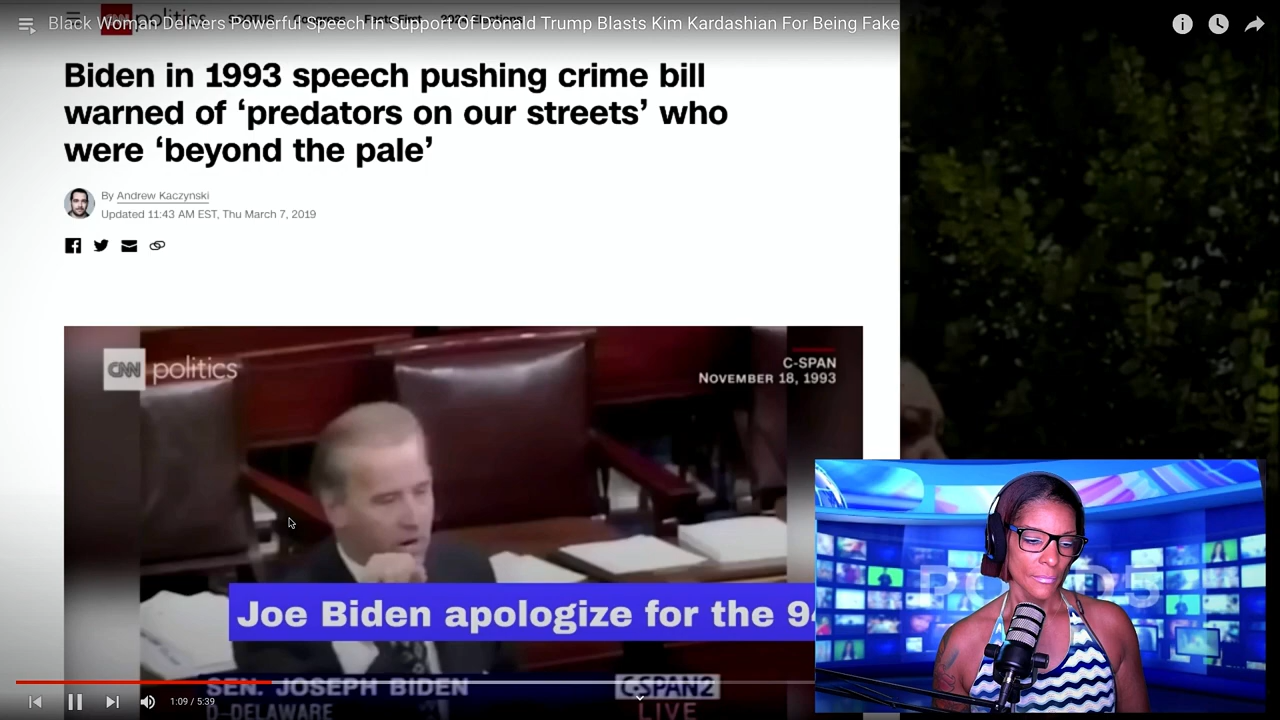 Black Woman Delivers Powerful Speech In Support Of Donald Trump Blasts Kim Kardashian For Being Fake
CNN politics
Biden in 1993 speech pushing crime bill
warned of ‘predators on our streets’ who
were ‘beyond the pale’
By Andrew Kaczynski
Updated 11:43 AM EST, Thu March 7, 2019
CNN politics
C-SPAN
NOVEMBER 18, 1993
Joe Biden apologize for the 9
SEN. JOSEPH BIDEN
C-SPAN2
D-DELAWARE
LIVE
1:09 / 5:39